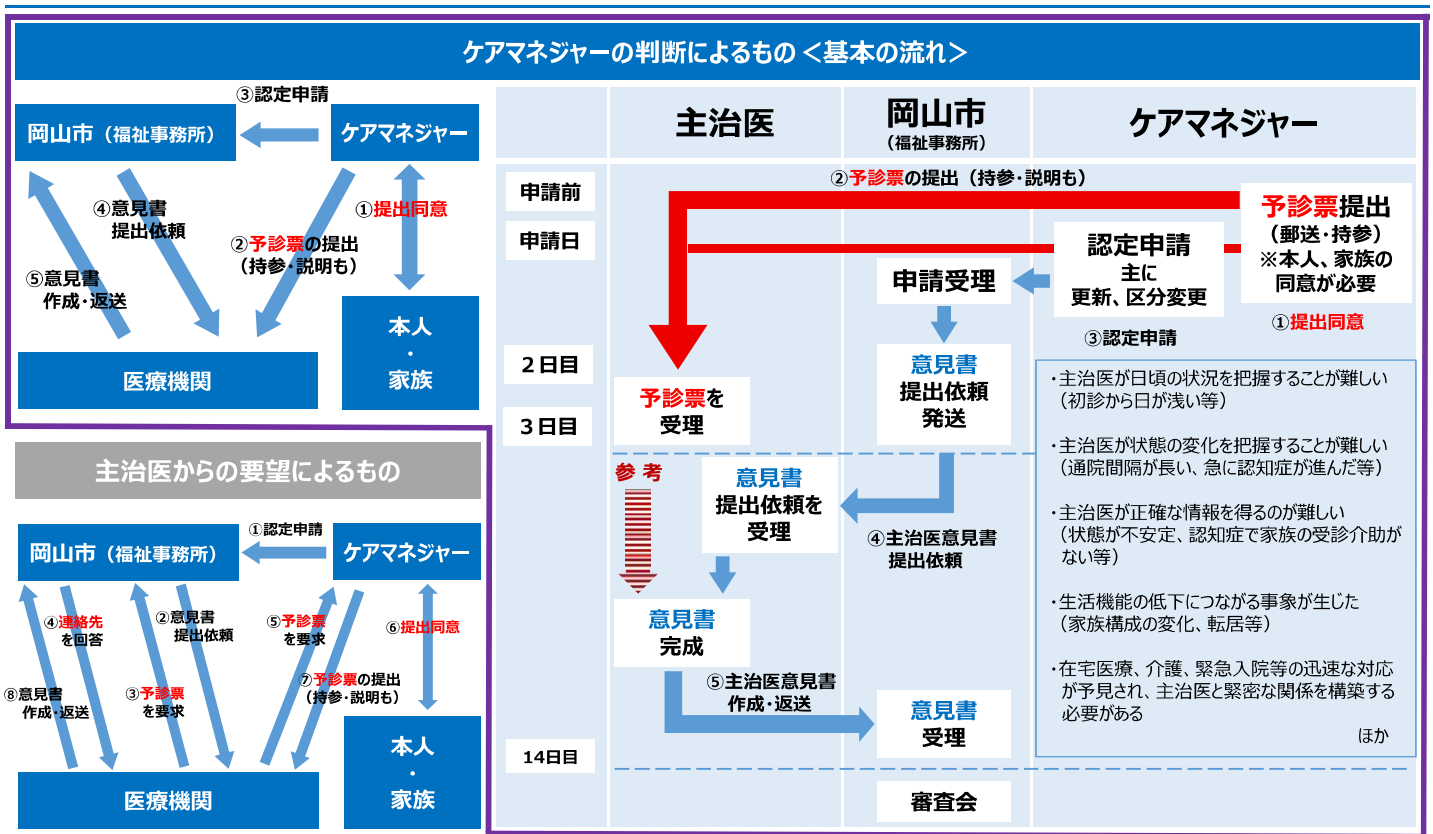 ケアマネジャーの判断によるもの＜基本の流れ＞
③認定申請
岡山市（福祉事務所）
ケアマネジャー
④意見書
提出依頼
①提出同意
②予診票の提出
（持参・説明も）
⑤意見書
作成・返送
医療機関
本人
・
家族
主治医からの要望によるもの
①認定申請
岡山市（福祉事務所）
ケアマネジャー
④連絡先
を回答
②意見書
提出依頼
⑤予診票
を要求
⑥提出同意
⑧意見書
作成・返送
③予診票
を要求
⑦予診票の提出
（持参・説明も）
医療機関
本人
・
家族
主治医
岡山市
（福祉事務所）
ケアマネジャー
申請前
申請日
２日目
３日目
14日目
②予診票の提出（持参・説明も）
予診票提出
（郵送・持参）
※本人、家族の
同意が必要
①提出同意
認定申請
主に
更新、区分変更
③認定申請
申請受理
意見書
提出依頼
発送
予診票を
受理
参 考
意見書
提出依頼を
受理
④主治医意見書
提出依頼
意見書
完成
⑤主治医意見書
作成・返送
意見書
受理
審査会
・主治医が日頃の状況を把握することが難しい
（初診から日が浅い等）
・主治医が状態の変化を把握することが難しい
（通院間隔が長い、急に認知症が進んだ等）
・主治医が正確な情報を得るのが難しい
（状態が不安定、認知症で家族の受診介助が
ない等）
・生活機能の低下につながる事象が生じた
（家族構成の変化、転居等）
・在宅医療、介護、緊急入院等の迅速な対応
が予見され、主治医と緊密な関係を構築する
必要がある
ほか